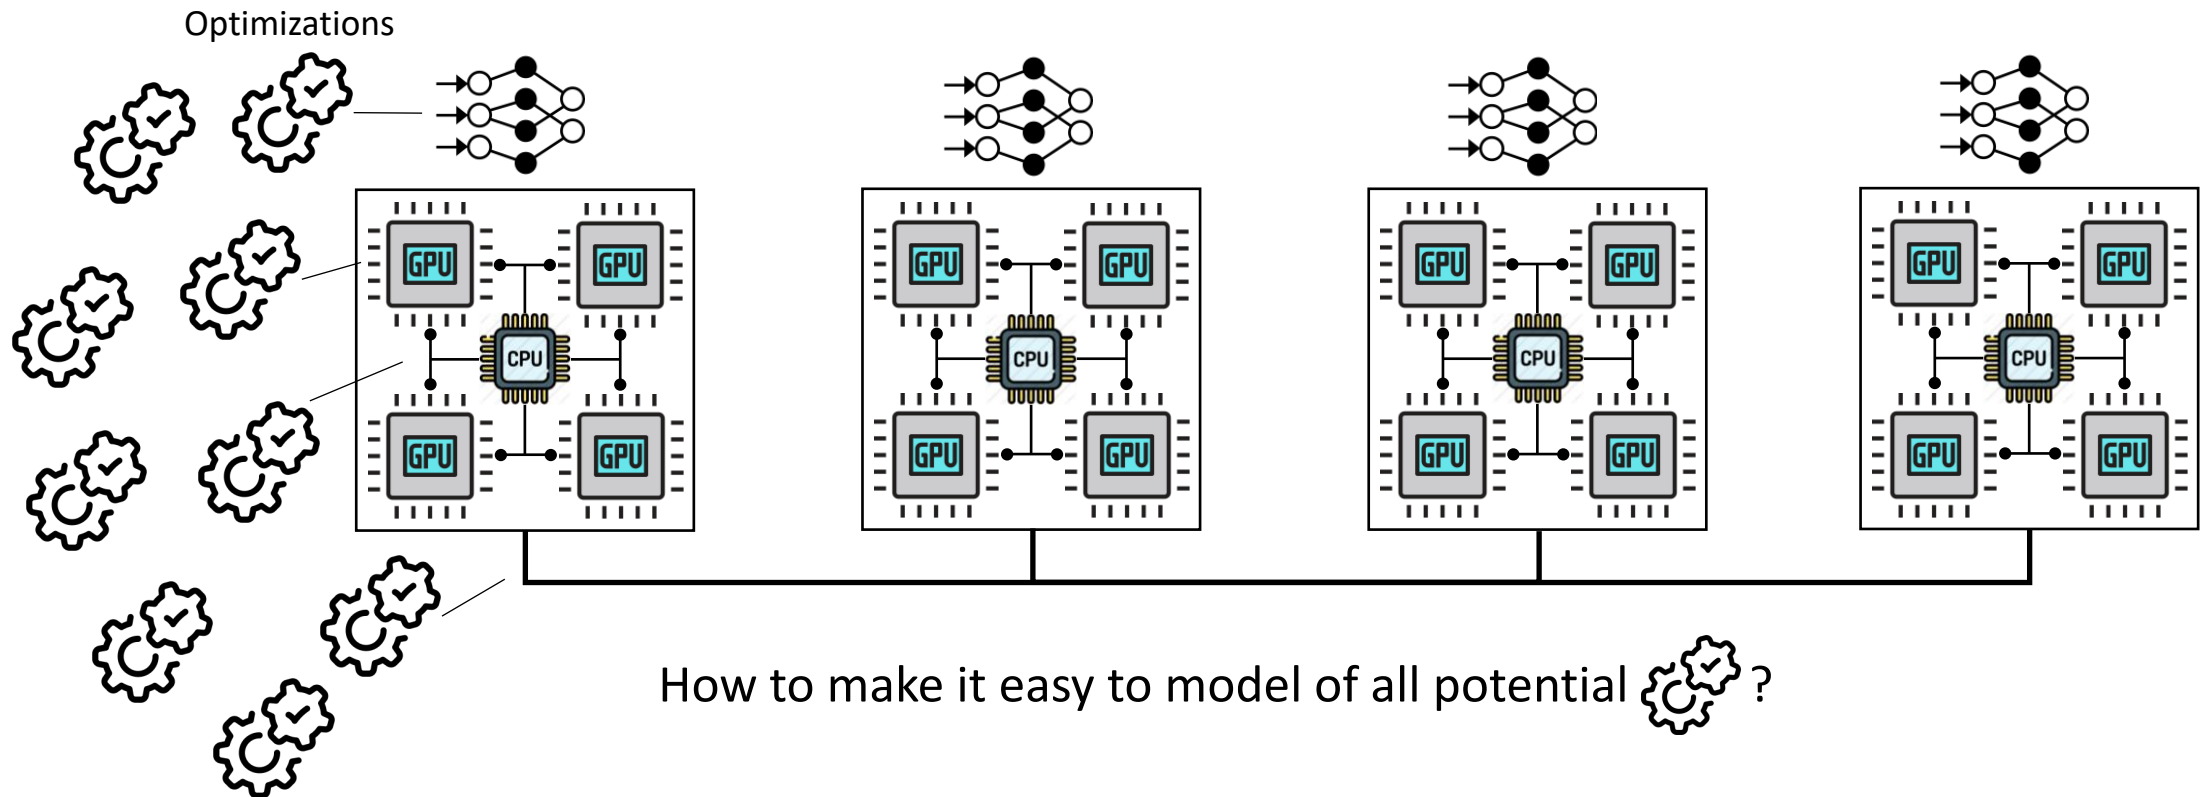 Optimizations
GPU GPU GPU GPU GPU GPU GPU GPU
CPU CPU CPU CPU
GPU GPU GPU GPU GPU GPU GPU GPU
How to make it easy to model of all potential ?